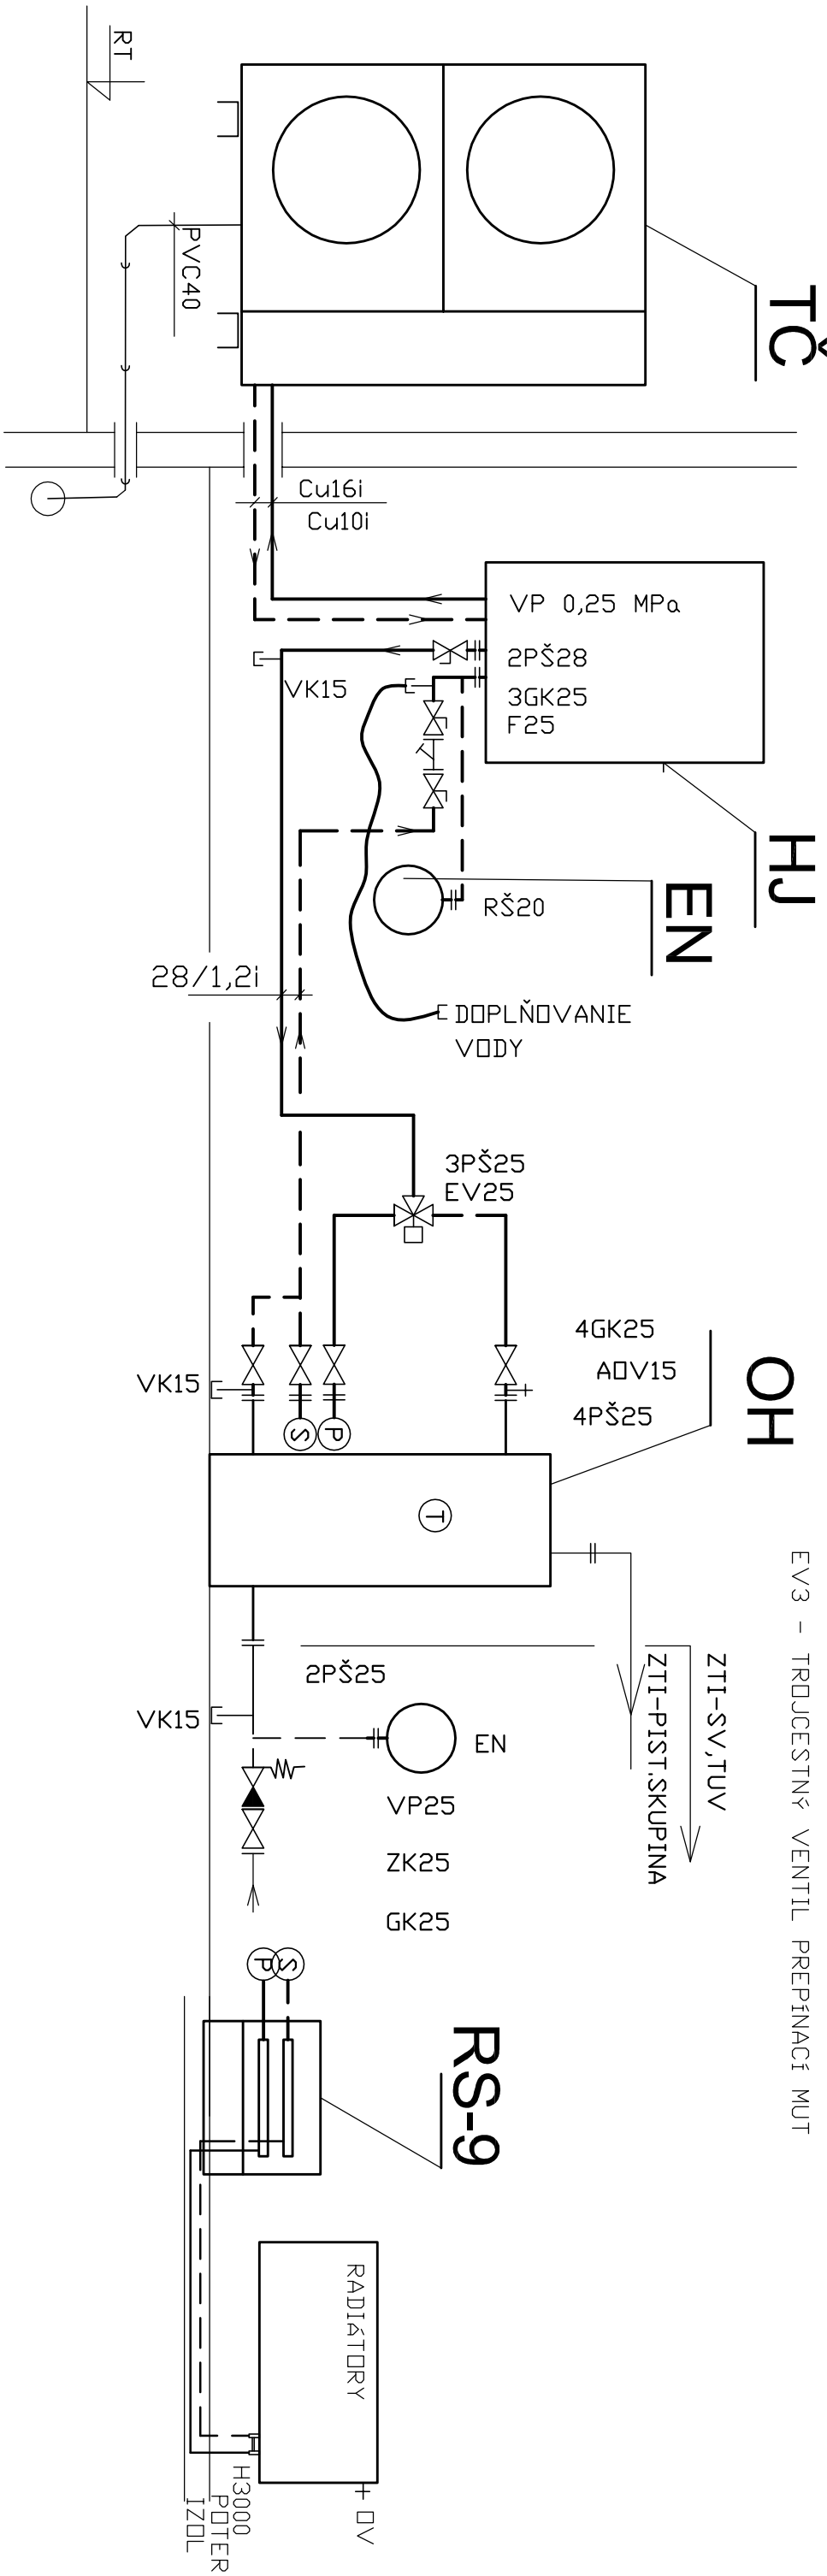 RT
PVC40
TČ
Cu16i
Cu10i
VP 0,25 MPa
2PŠ28
3GK25
F25
VK15
HJ
EN
RŠ20
28/1,2i
DOPLŇOVANIE
VODY
3PŠ25
EV25
4GK25
AOV15
4PŠ25
VK15
OH
S
P
T
EV3 - TROJCESTNÝ VENTIL PREPÍNACÍ MUT
ZTI-SV,TUV
ZTI-PIST.SKUPINA
2PŠ25
VK15
EN
VP25
ZK25
GK25
P
S
RS-9
RADIÁTORY
OV
H3000
POTER
IZOL